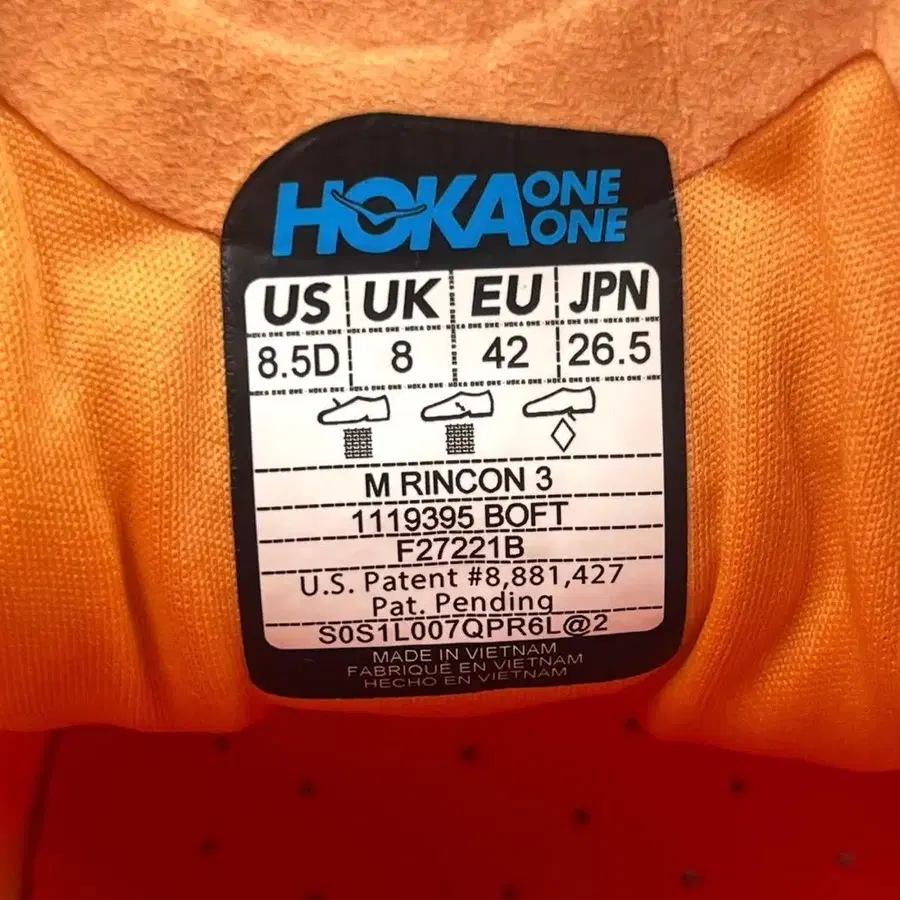 HOKA ONE ONE
US UK EU JPN
8.5D 8 42 26.5
M RINCON 3
1119395 BOFT
F27221B
U.S. Patent #8,881,427
Pat. Pending
S0S1L007QPR6L@2
MADE IN VIETNAM
FABRIQUÉ EN VIETNAM
HECHO EN VIETNAM